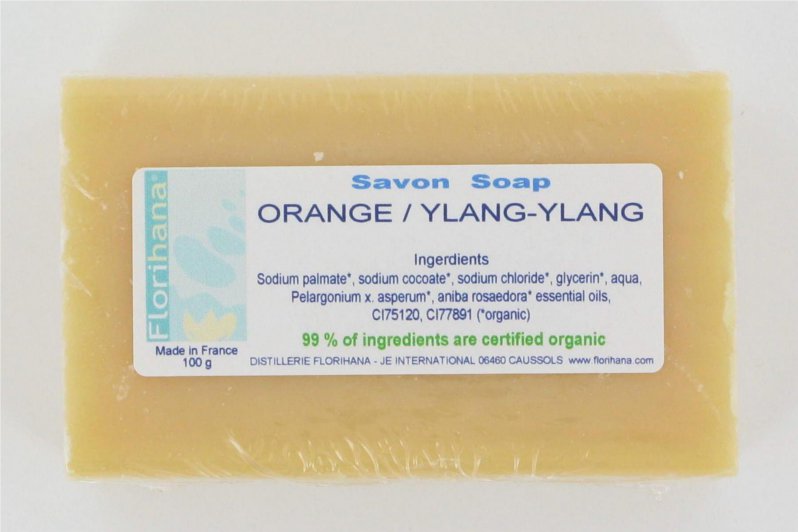 Florihana®
Savon Soap
ORANGE / YLANG-YLANG
Ingerdients
Sodium palmate*, sodium cocoate*, sodium chloride*, glycerin*, aqua,
Pelargonium x. asperum*, aniba rosaedora* essential oils,
CI75120, CI77891 (*organic)
99 % of ingredients are certified organic
Made in France
100 g
DISTILLERIE FLORIHANA - JE INTERNATIONAL 06460 CAUSSOLS www.florihana.com